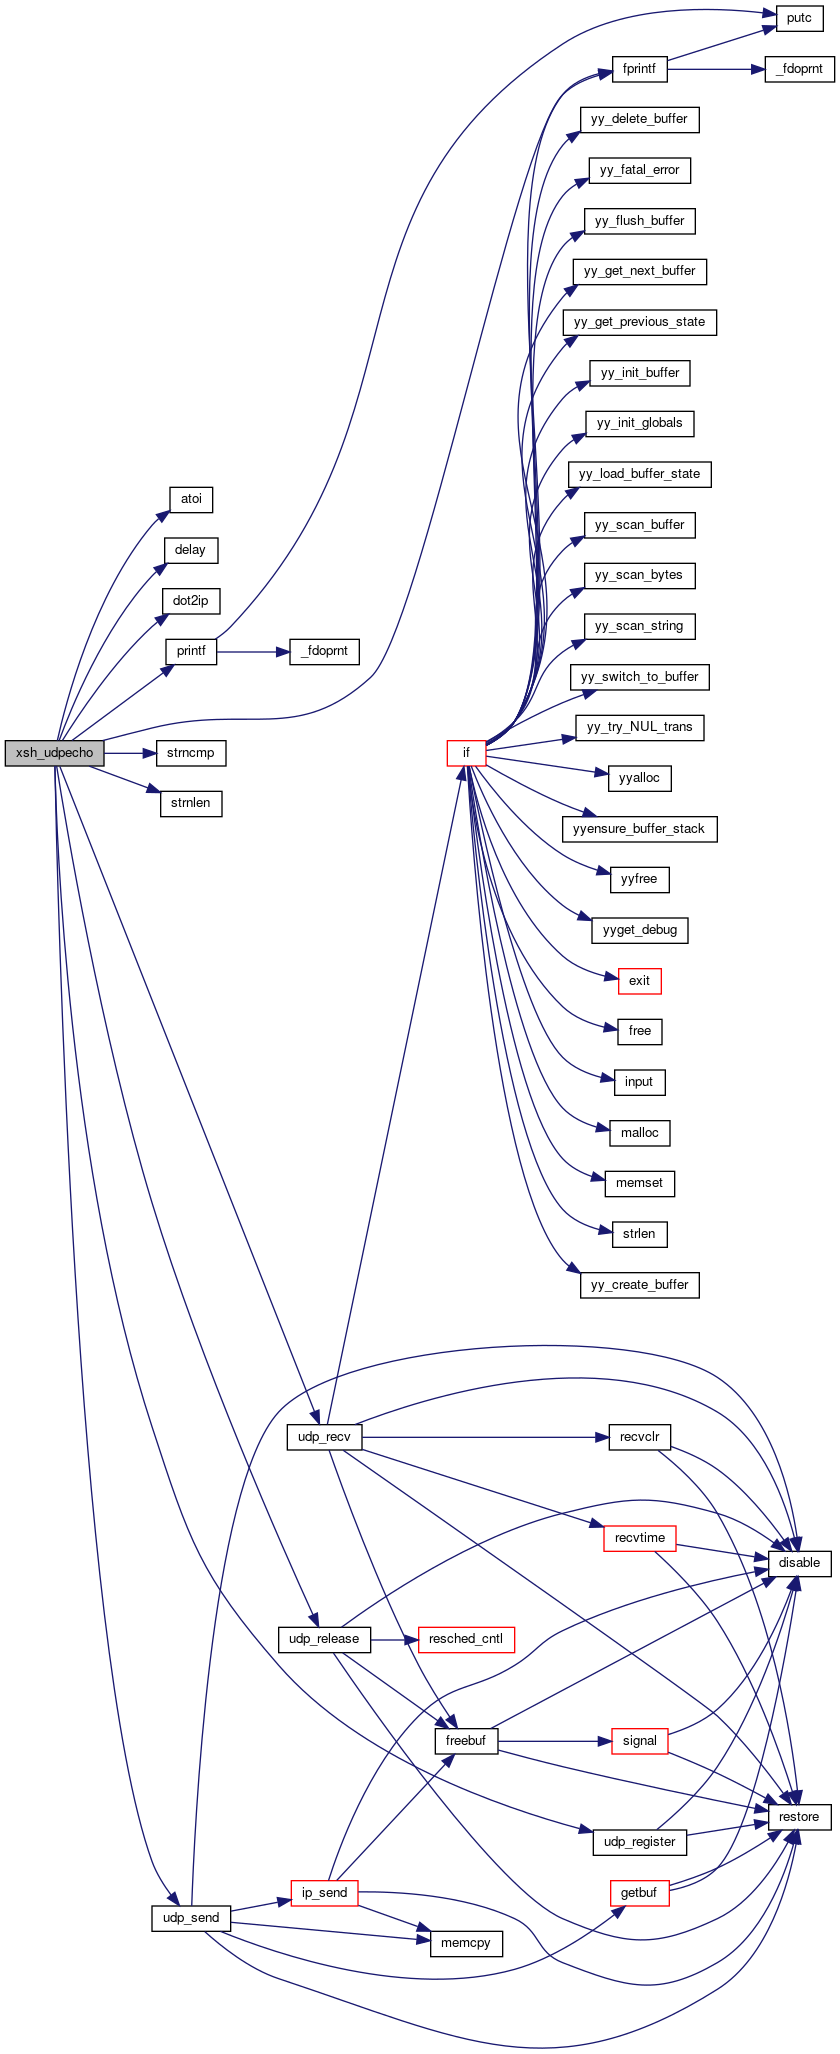 putc
fprintf
_fdoprnt
yy_delete_buffer
yy_fatal_error
yy_flush_buffer
yy_get_next_buffer
yy_get_previous_state
yy_init_buffer
yy_init_globals
yy_load_buffer_state
atoi
yy_scan_buffer
delay
yy_scan_bytes
dot2ip
yy_scan_string
printf
_fdoprnt
yy_switch_to_buffer
yy_try_NUL_trans
xsh_udpecho
strncmp
if
yyalloc
strnlen
yyensure_buffer_stack
yyfree
yyget_debug
exit
free
input
malloc
memset
strlen
yy_create_buffer
udp_recv
recvclr
recvtime
disable
udp_release
resched_cntl
freebuf
signal
restore
udp_register
ip_send
getbuf
udp_send
memcpy